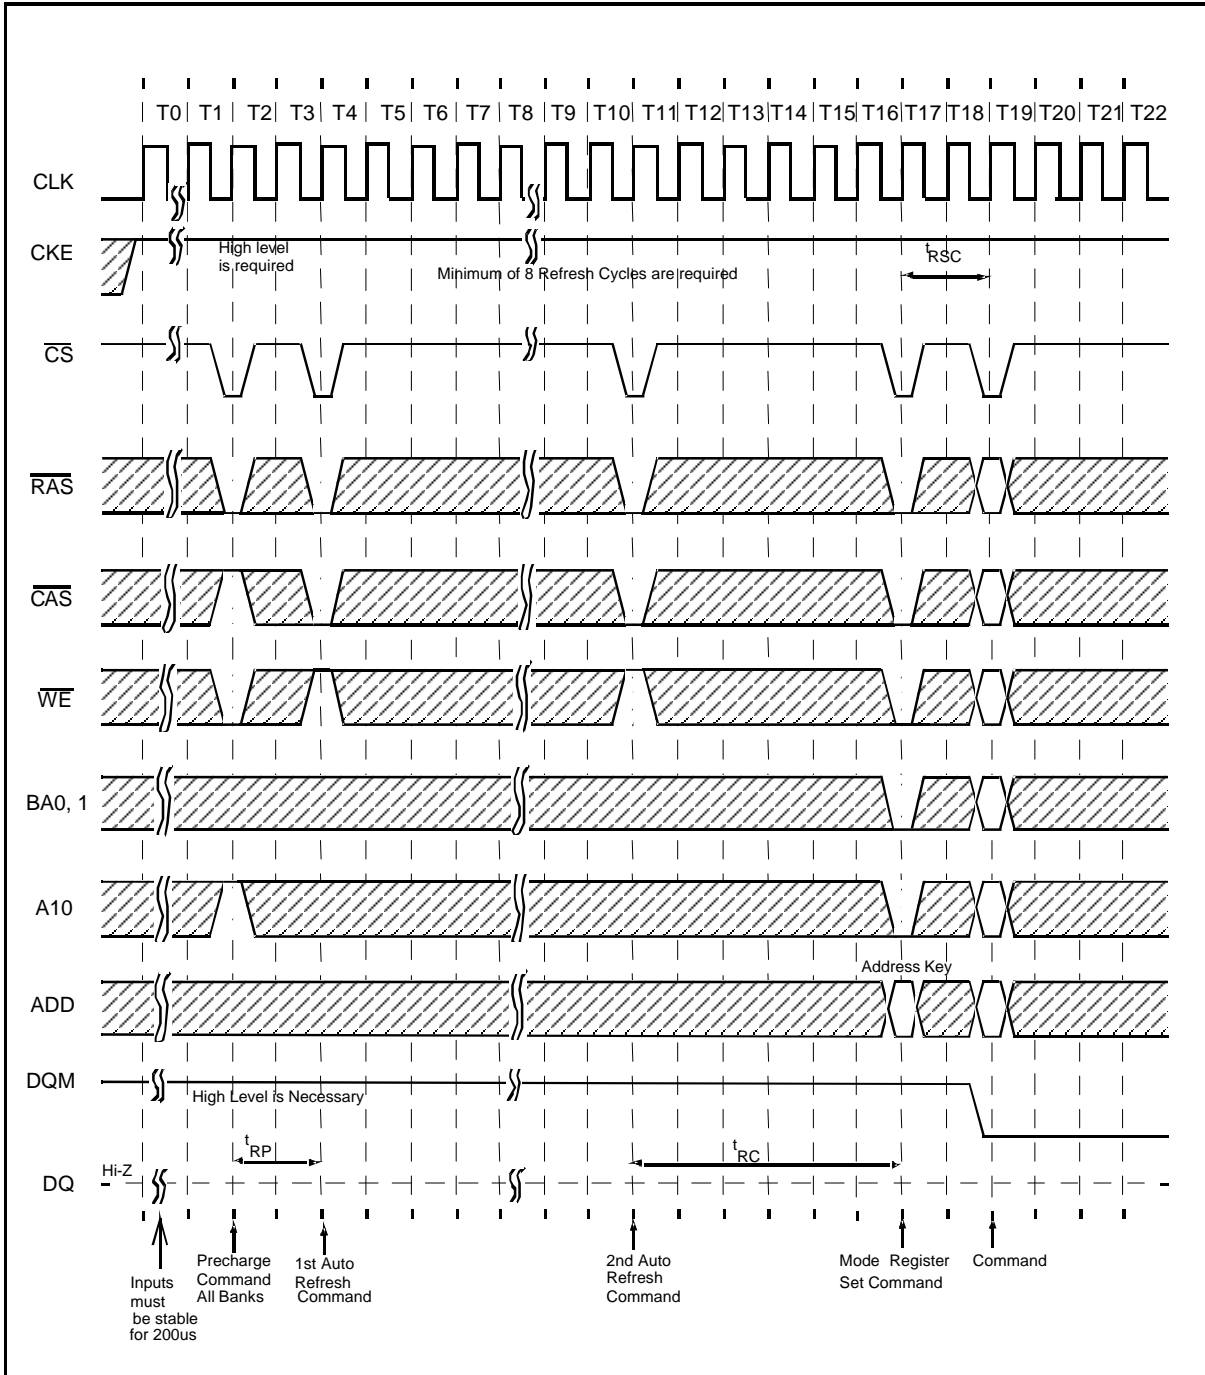 T0 T1 T2 T3 T4 T5 T6 T7 T8 T9 T10 T11 T12 T13 T14 T15 T16 T17 T18 T19 T20 T21 T22
CLK
CKE
High level
is required
Minimum of 8 Refresh Cycles are required
tRSC
CS
RAS
CAS
WE
BA0, 1
A10
Address Key
ADD
DQM
High Level is Necessary
tRP
tRC
Hi-Z
DQ
Inputs
must
be stable
for 200us
Precharge
Command
All Banks
1st Auto
Refresh
Command
2nd Auto
Refresh
Command
Mode Register
Set Command
Command